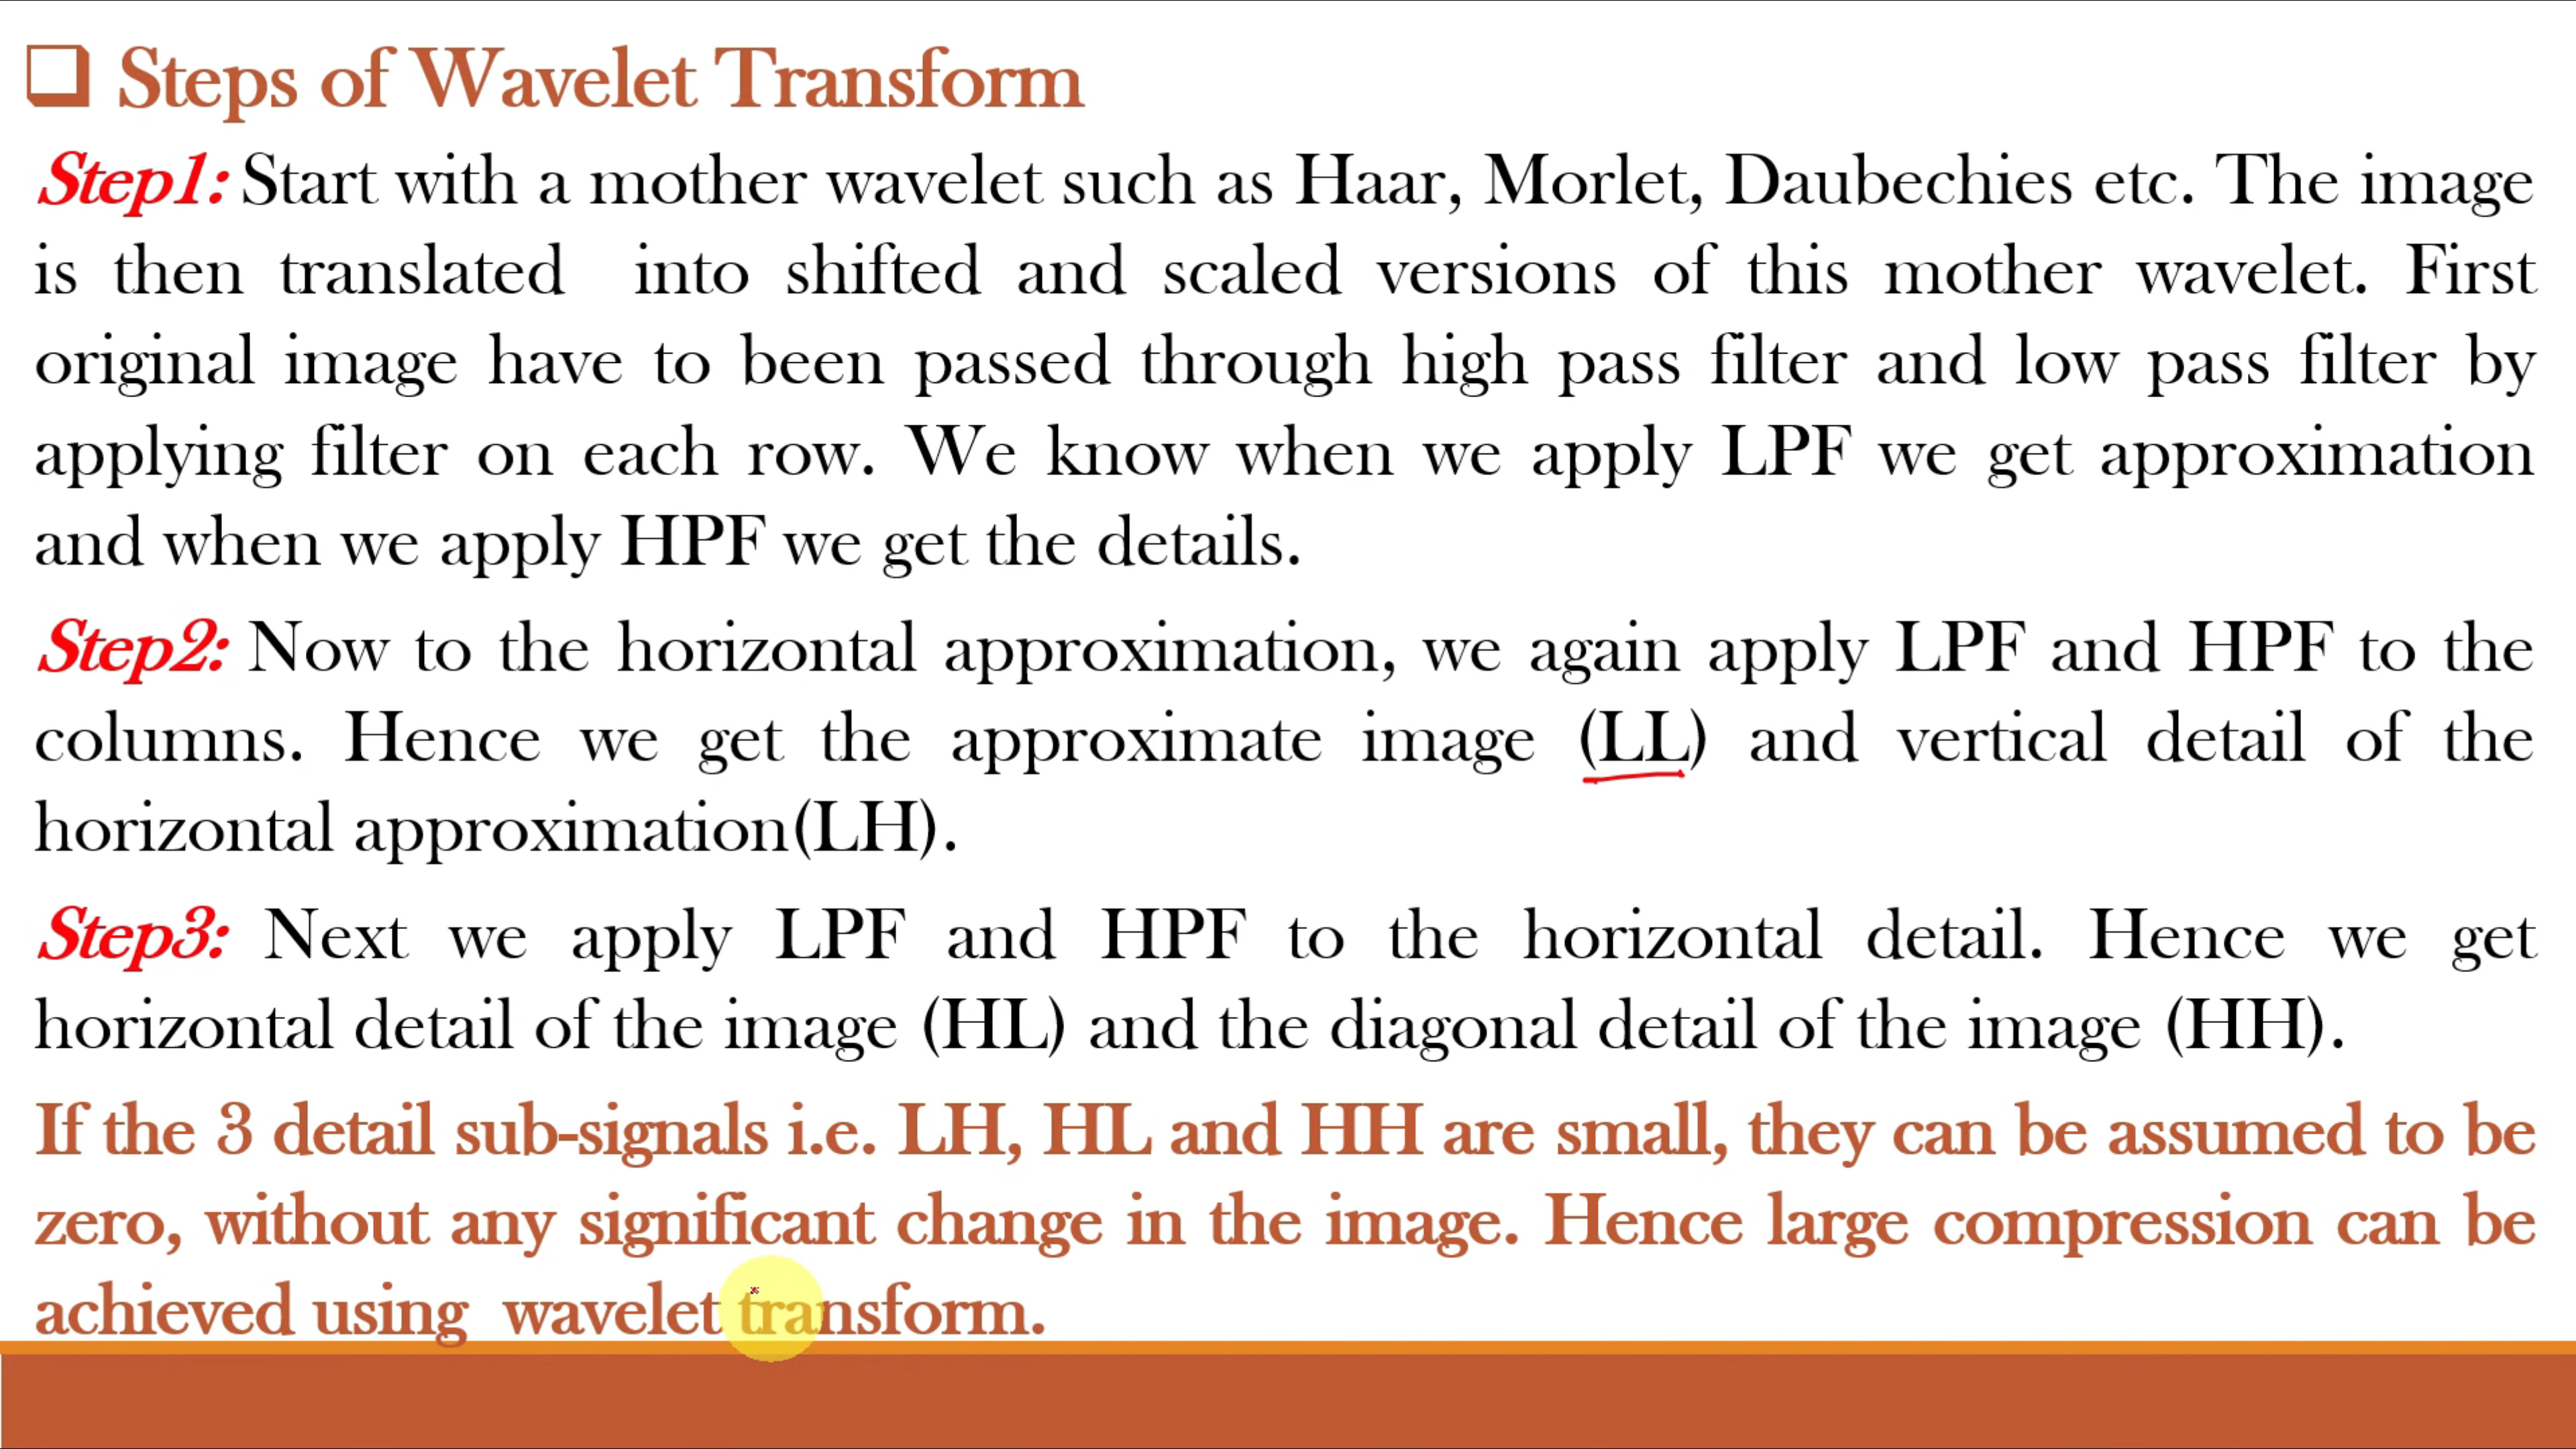 Steps of Wavelet Transform
Step1: Start with a mother wavelet such as Haar, Morlet, Daubechies etc. The image
is then translated into shifted and scaled versions of this mother wavelet. First
original image have to been passed through high pass filter and low pass filter by
applying filter on each row. We know when we apply LPF we get approximation
and when we apply HPF we get the details.
Step2: Now to the horizontal approximation, we again apply LPF and HPF to the
columns. Hence we get the approximate image (LL) and vertical detail of the
horizontal approximation(LH).
Step3: Next we apply LPF and HPF to the horizontal detail. Hence we get
horizontal detail of the image (HL) and the diagonal detail of the image (HH).
If the 3 detail sub-signals i.e. LH, HL and HH are small, they can be assumed to be
zero, without any significant change in the image. Hence large compression can be
achieved using wavelet transform.